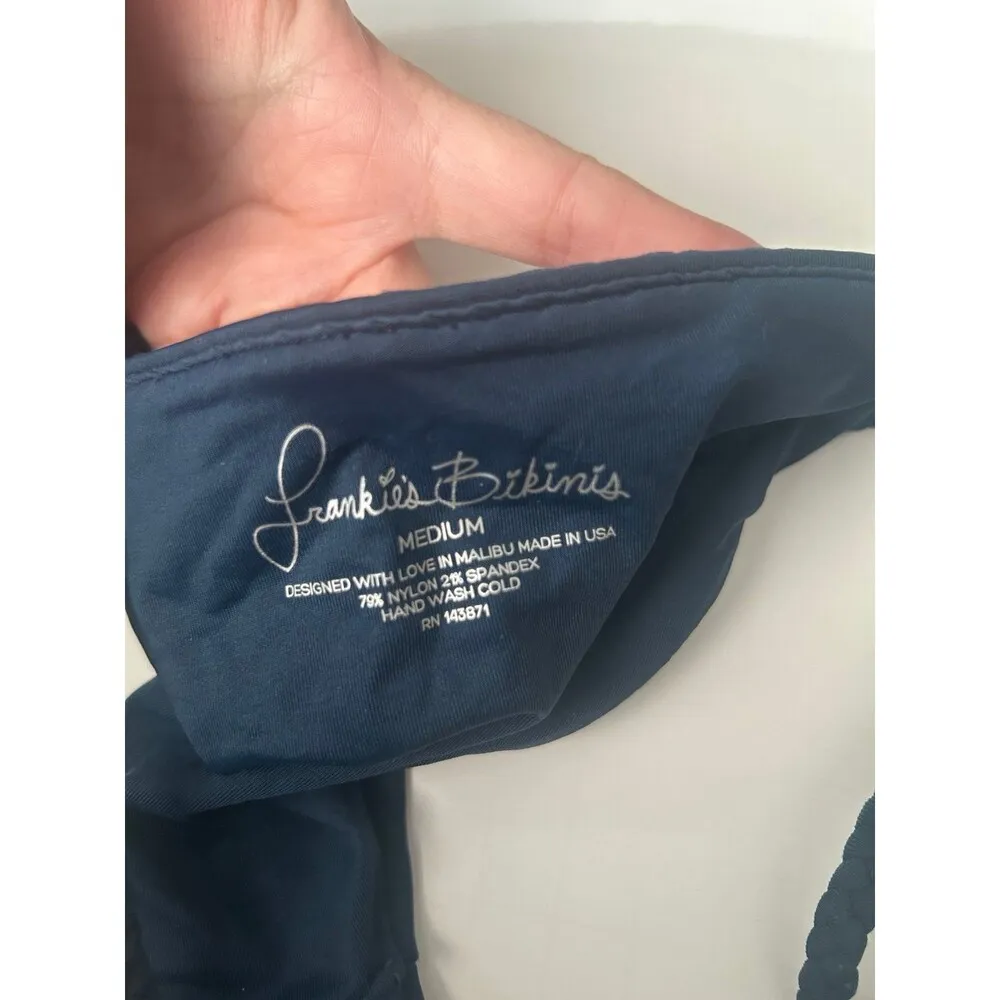 Frankie's Bikinis
MEDIUM
DESIGNED WITH LOVE IN MALIBU MADE IN USA
79% NYLON 21% SPANDEX
HAND WASH COLD
RN 143871